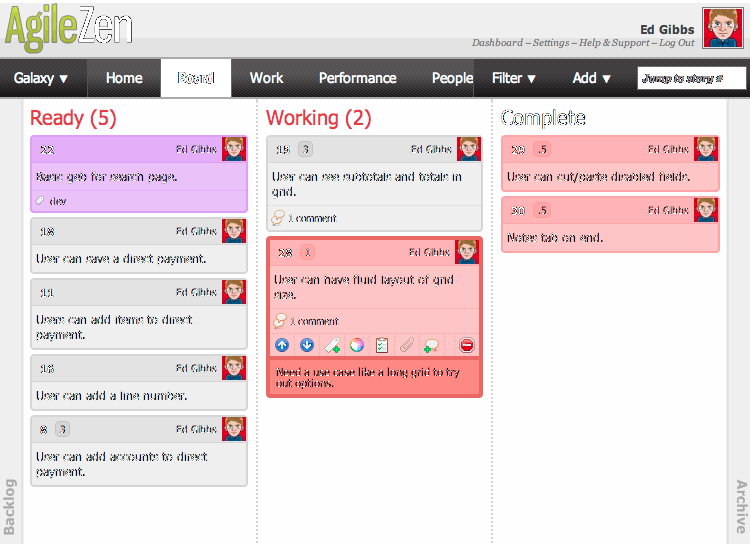 AgileZen
Ed Gibbs
Dashboard – Settings – Help & Support – Log Out
Galaxy ▼ Home Board Work Performance People Filter ▼ Add ▼ Jump to story #
Ready (5)
22 Ed Gibbs
Basic geb for search page.
dev
18 Ed Gibbs
User can save a direct payment.
11 Ed Gibbs
Users can add items to direct
payment.
Ed Gibbs
User can add a line number.
8 3 Ed Gibbs
User can add accounts to direct
payment.
Working (2)
3 Ed Gibbs
User can see subtotals and totals in
grid.
1 comment
28 1 Ed Gibbs
User can have fluid layout of grid
size.
1 comment
Need a use case like a long grid to try
out options.
Complete
29 .5 Ed Gibbs
User can cut/paste disabled fields.
30 .5 Ed Gibbs
Notes tab on end.
Backlog
Archive